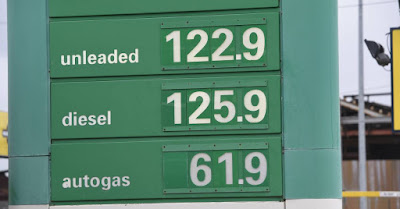 unleaded 122.9
diesel 125.9
autogas 61.9